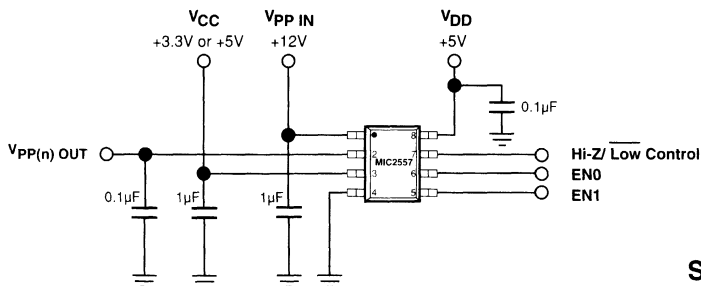 VCC
+3.3V or +5V
VPP IN
+12V
VDD
+5V
0.1µF
VPP(n) OUT
8
2
7
MIC2557
3
6
4
5
Hi-Z/ Low Control
EN0
EN1
0.1µF
1µF
1µF
S